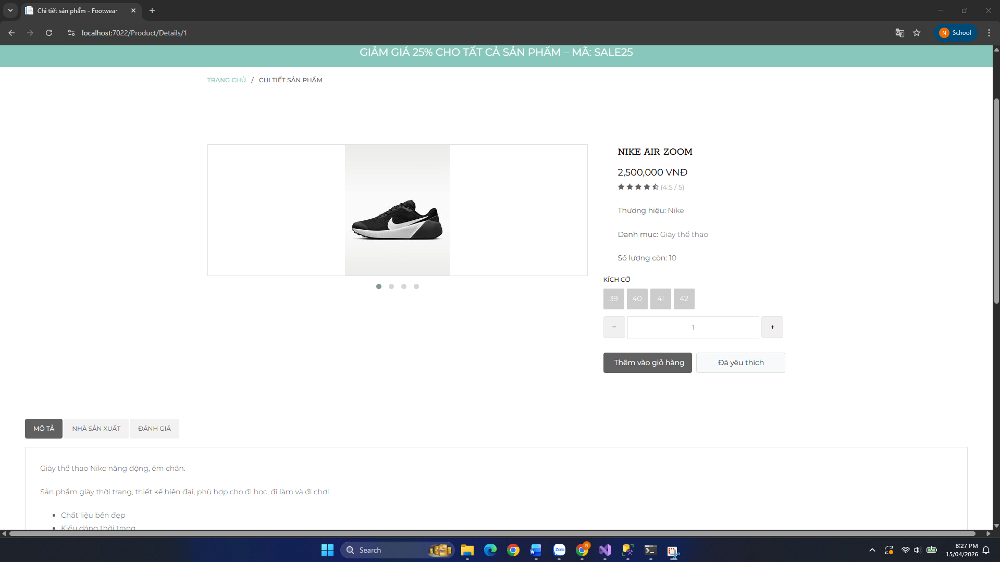 Chi tiết sản phẩm - Footwear
localhost:7022/Product/Details/1
N School
GIẢM GIÁ 25% CHO TẤT CẢ SẢN PHẨM – MÃ: SALE25
TRANG CHỦ / CHI TIẾT SẢN PHẨM
NIKE AIR ZOOM
2,500,000 VNĐ
(4.5 / 5)
Thương hiệu: Nike
Danh mục: Giày thể thao
Số lượng còn: 10
KÍCH CỠ
39 40 41 42
− 1 +
Thêm vào giỏ hàng Đã yêu thích
MÔ TẢ NHÀ SẢN XUẤT ĐÁNH GIÁ
Giày thể thao Nike năng động, êm chân.
Sản phẩm giày thời trang, thiết kế hiện đại, phù hợp cho đi học, đi làm và đi chơi.
• Chất liệu bền đẹp
• Kiểu dáng thời trang
Search
Zalo
N
8:27 PM
15/04/2026